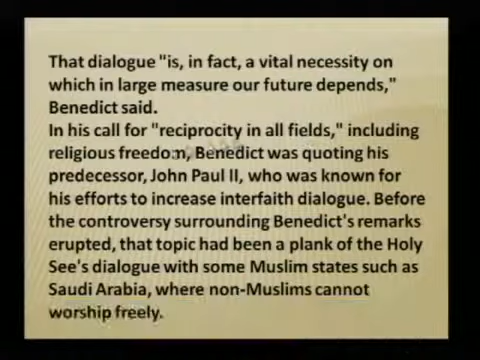 That dialogue "is, in fact, a vital necessity on
which in large measure our future depends,"
Benedict said.
In his call for "reciprocity in all fields," including
religious freedom, Benedict was quoting his
predecessor, John Paul II, who was known for
his efforts to increase interfaith dialogue. Before
the controversy surrounding Benedict's remarks
erupted, that topic had been a plank of the Holy
See's dialogue with some Muslim states such as
Saudi Arabia, where non-Muslims cannot
worship freely.